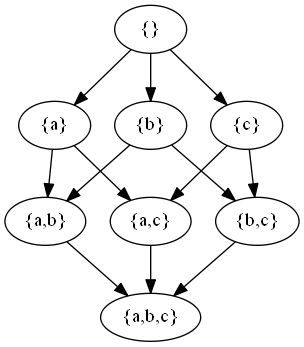 {}
{a} {b} {c}
{a,b} {a,c} {b,c}
{a,b,c}